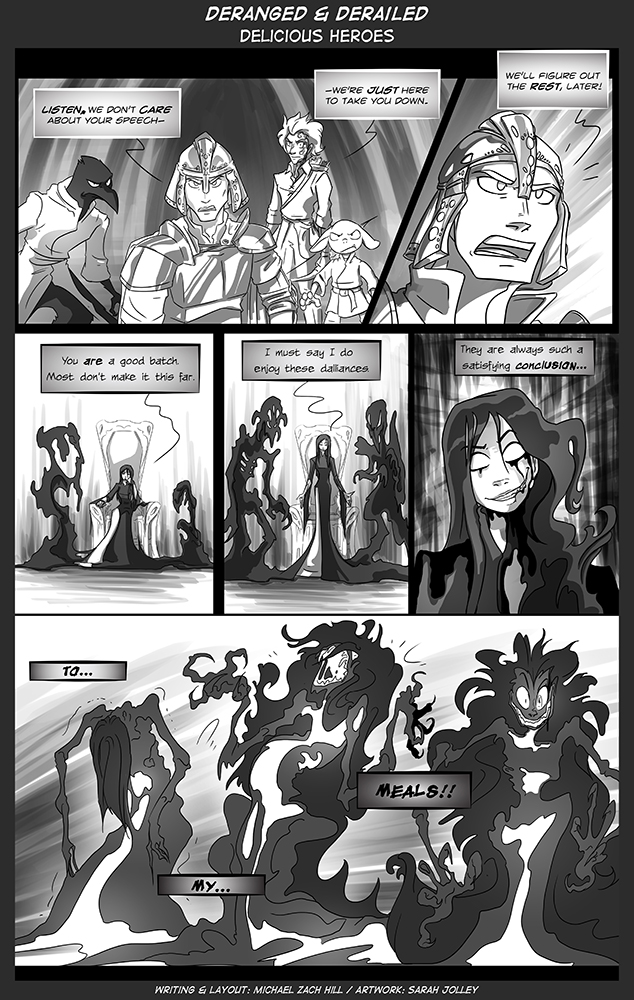 DERANGED & DERAILED
DELICIOUS HEROES
LISTEN, WE DON'T CARE
ABOUT YOUR SPEECH—
—WE'RE JUST HERE
TO TAKE YOU DOWN.
WE'LL FIGURE OUT
THE REST, LATER!
You are a good batch.
Most don't make it this far.
I must say I do
enjoy these dalliances.
They are always such a
satisfying conclusion...
TO...
MY...
MEALS!!
WRITING & LAYOUT: MICHAEL ZACH HILL / ARTWORK: SARAH JOLLEY